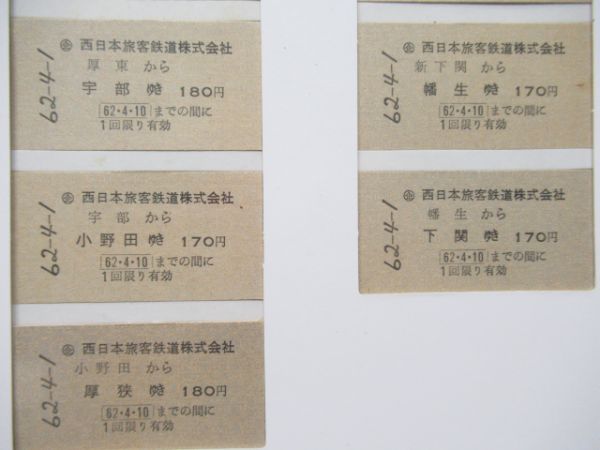 62-4-1
㊎ 西日本旅客鉄道株式会社
厚東から
宇部ゆき 180円
62・4・10 までの間に
1回限り有効
62-4-1
㊎ 西日本旅客鉄道株式会社
宇部から
小野田ゆき 170円
62・4・10 までの間に
1回限り有効
62-4-1
㊎ 西日本旅客鉄道株式会社
小野田から
厚狭ゆき 180円
62・4・10 までの間に
1回限り有効
62-4-1
㊎ 西日本旅客鉄道株式会社
新下関から
幡生ゆき 170円
62・4・10 までの間に
1回限り有効
62-4-1
㊎ 西日本旅客鉄道株式会社
幡生から
下関ゆき 170円
62・4・10 までの間に
1回限り有効